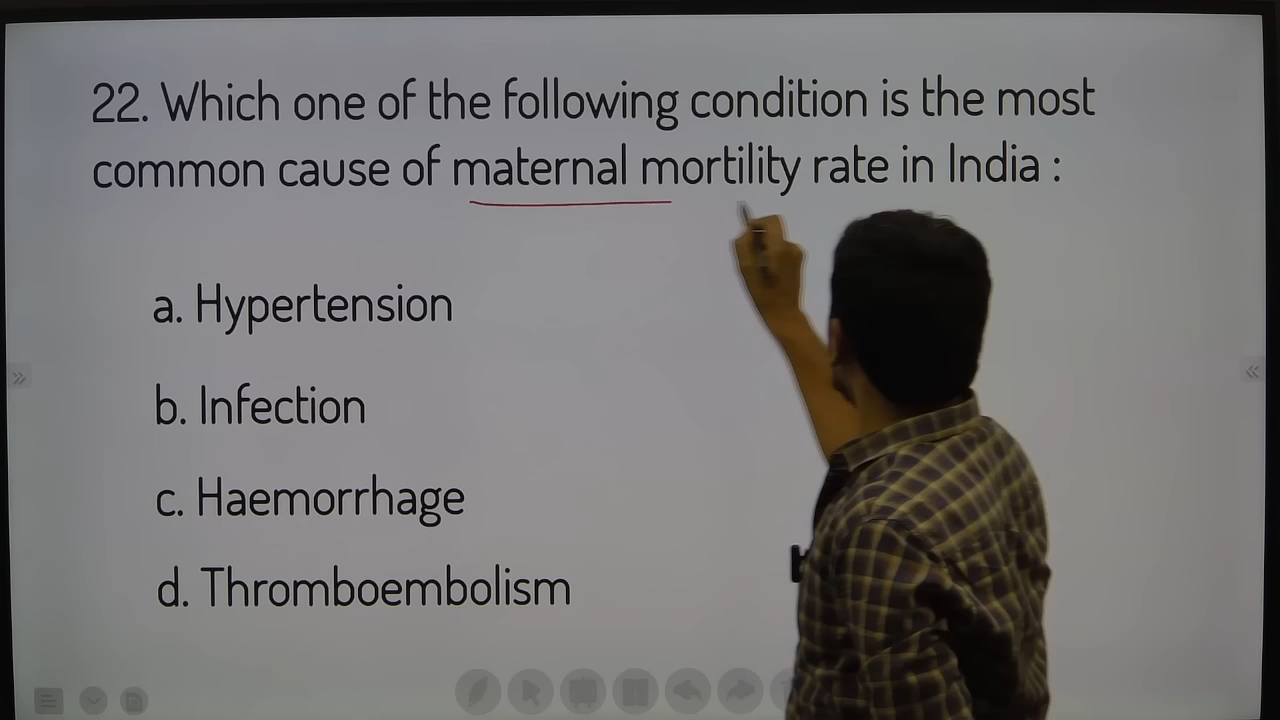 22. Which one of the following condition is the most
common cause of maternal mortility rate in India :
a. Hypertension
b. Infection
c. Haemorrhage
d. Thromboembolism